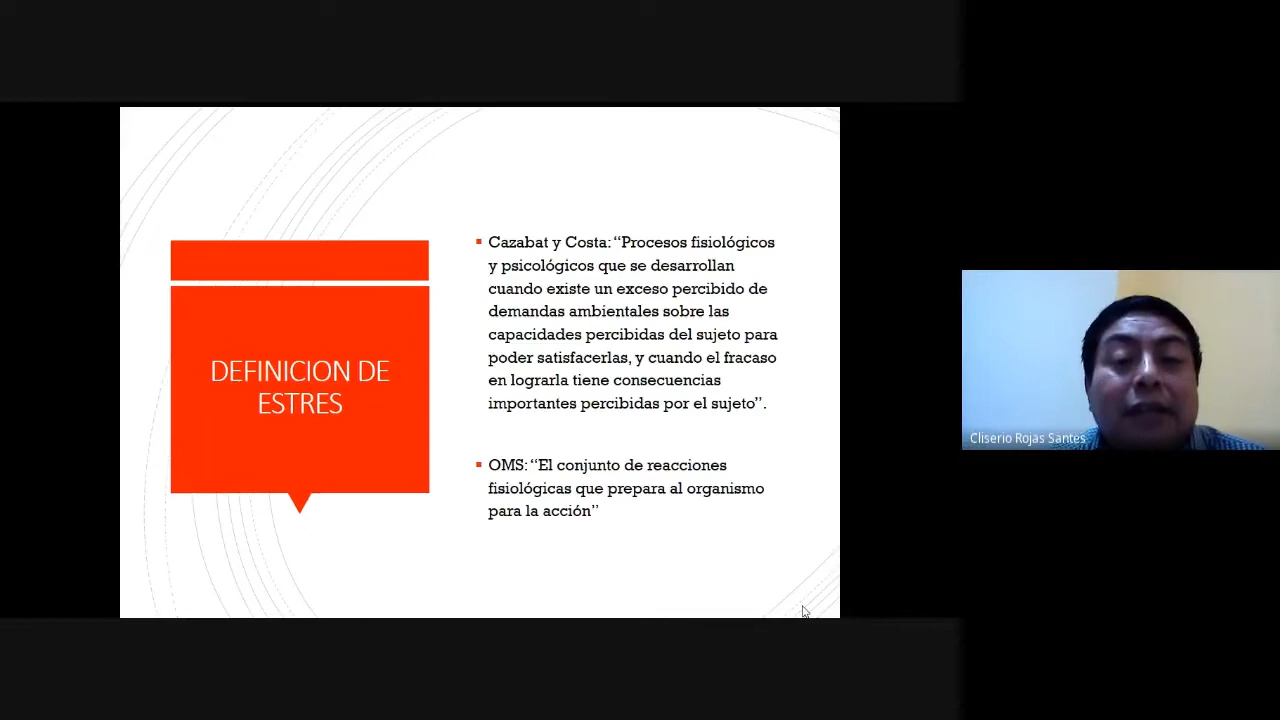 DEFINICION DE
ESTRES
Cazabat y Costa: “Procesos fisiológicos
y psicológicos que se desarrollan
cuando existe un exceso percibido de
demandas ambientales sobre las
capacidades percibidas del sujeto para
poder satisfacerlas, y cuando el fracaso
en lograrla tiene consecuencias
importantes percibidas por el sujeto”.
OMS: “El conjunto de reacciones
fisiológicas que prepara al organismo
para la acción”
Cliserio Rojas Santes